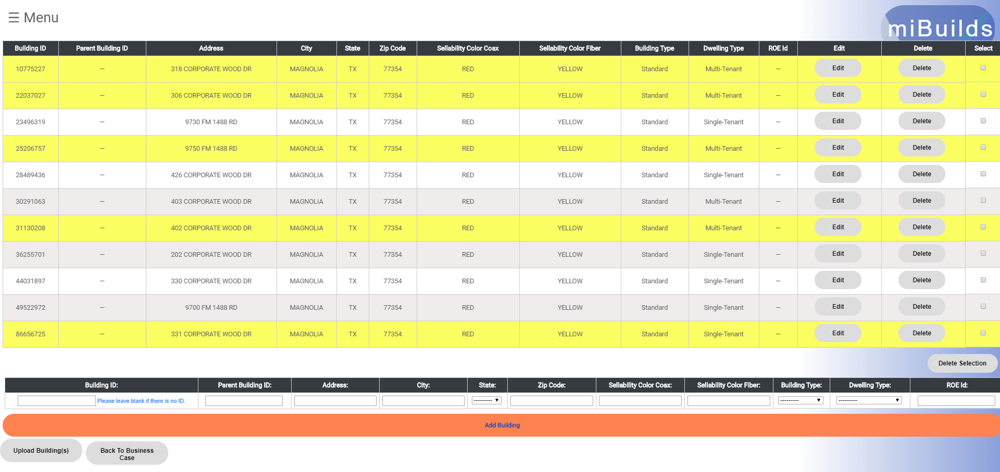 ☰ Menu
miBuilds
Building ID Parent Building ID Address City State Zip Code Sellability Color Coax Sellability Color Fiber Building Type Dwelling Type ROE Id Edit Delete Select
10775227 — 318 CORPORATE WOOD DR MAGNOLIA TX 77354 RED YELLOW Standard Multi-Tenant — Edit Delete
22037027 — 306 CORPORATE WOOD DR MAGNOLIA TX 77354 RED YELLOW Standard Multi-Tenant — Edit Delete
23496319 — 9730 FM 1488 RD MAGNOLIA TX 77354 RED YELLOW Standard Single-Tenant — Edit Delete
25206757 — 9750 FM 1488 RD MAGNOLIA TX 77354 RED YELLOW Standard Multi-Tenant — Edit Delete
28489436 — 426 CORPORATE WOOD DR MAGNOLIA TX 77354 RED YELLOW Standard Single-Tenant — Edit Delete
30291063 — 403 CORPORATE WOOD DR MAGNOLIA TX 77354 RED YELLOW Standard Multi-Tenant — Edit Delete
31130208 — 402 CORPORATE WOOD DR MAGNOLIA TX 77354 RED YELLOW Standard Multi-Tenant — Edit Delete
36255701 — 202 CORPORATE WOOD DR MAGNOLIA TX 77354 RED YELLOW Standard Single-Tenant — Edit Delete
44031897 — 330 CORPORATE WOOD DR MAGNOLIA TX 77354 RED YELLOW Standard Single-Tenant — Edit Delete
49522972 — 9700 FM 1488 RD MAGNOLIA TX 77354 RED YELLOW Standard Single-Tenant — Edit Delete
86656725 — 331 CORPORATE WOOD DR MAGNOLIA TX 77354 RED YELLOW Standard Single-Tenant — Edit Delete
Delete Selection
Building ID: Parent Building ID: Address: City: State: Zip Code: Sellability Color Coax: Sellability Color Fiber: Building Type: Dwelling Type: ROE Id:
Please leave blank if there is no ID. --------- --------- ---------
Add Building
Upload Building(s)
Back To Business
Case